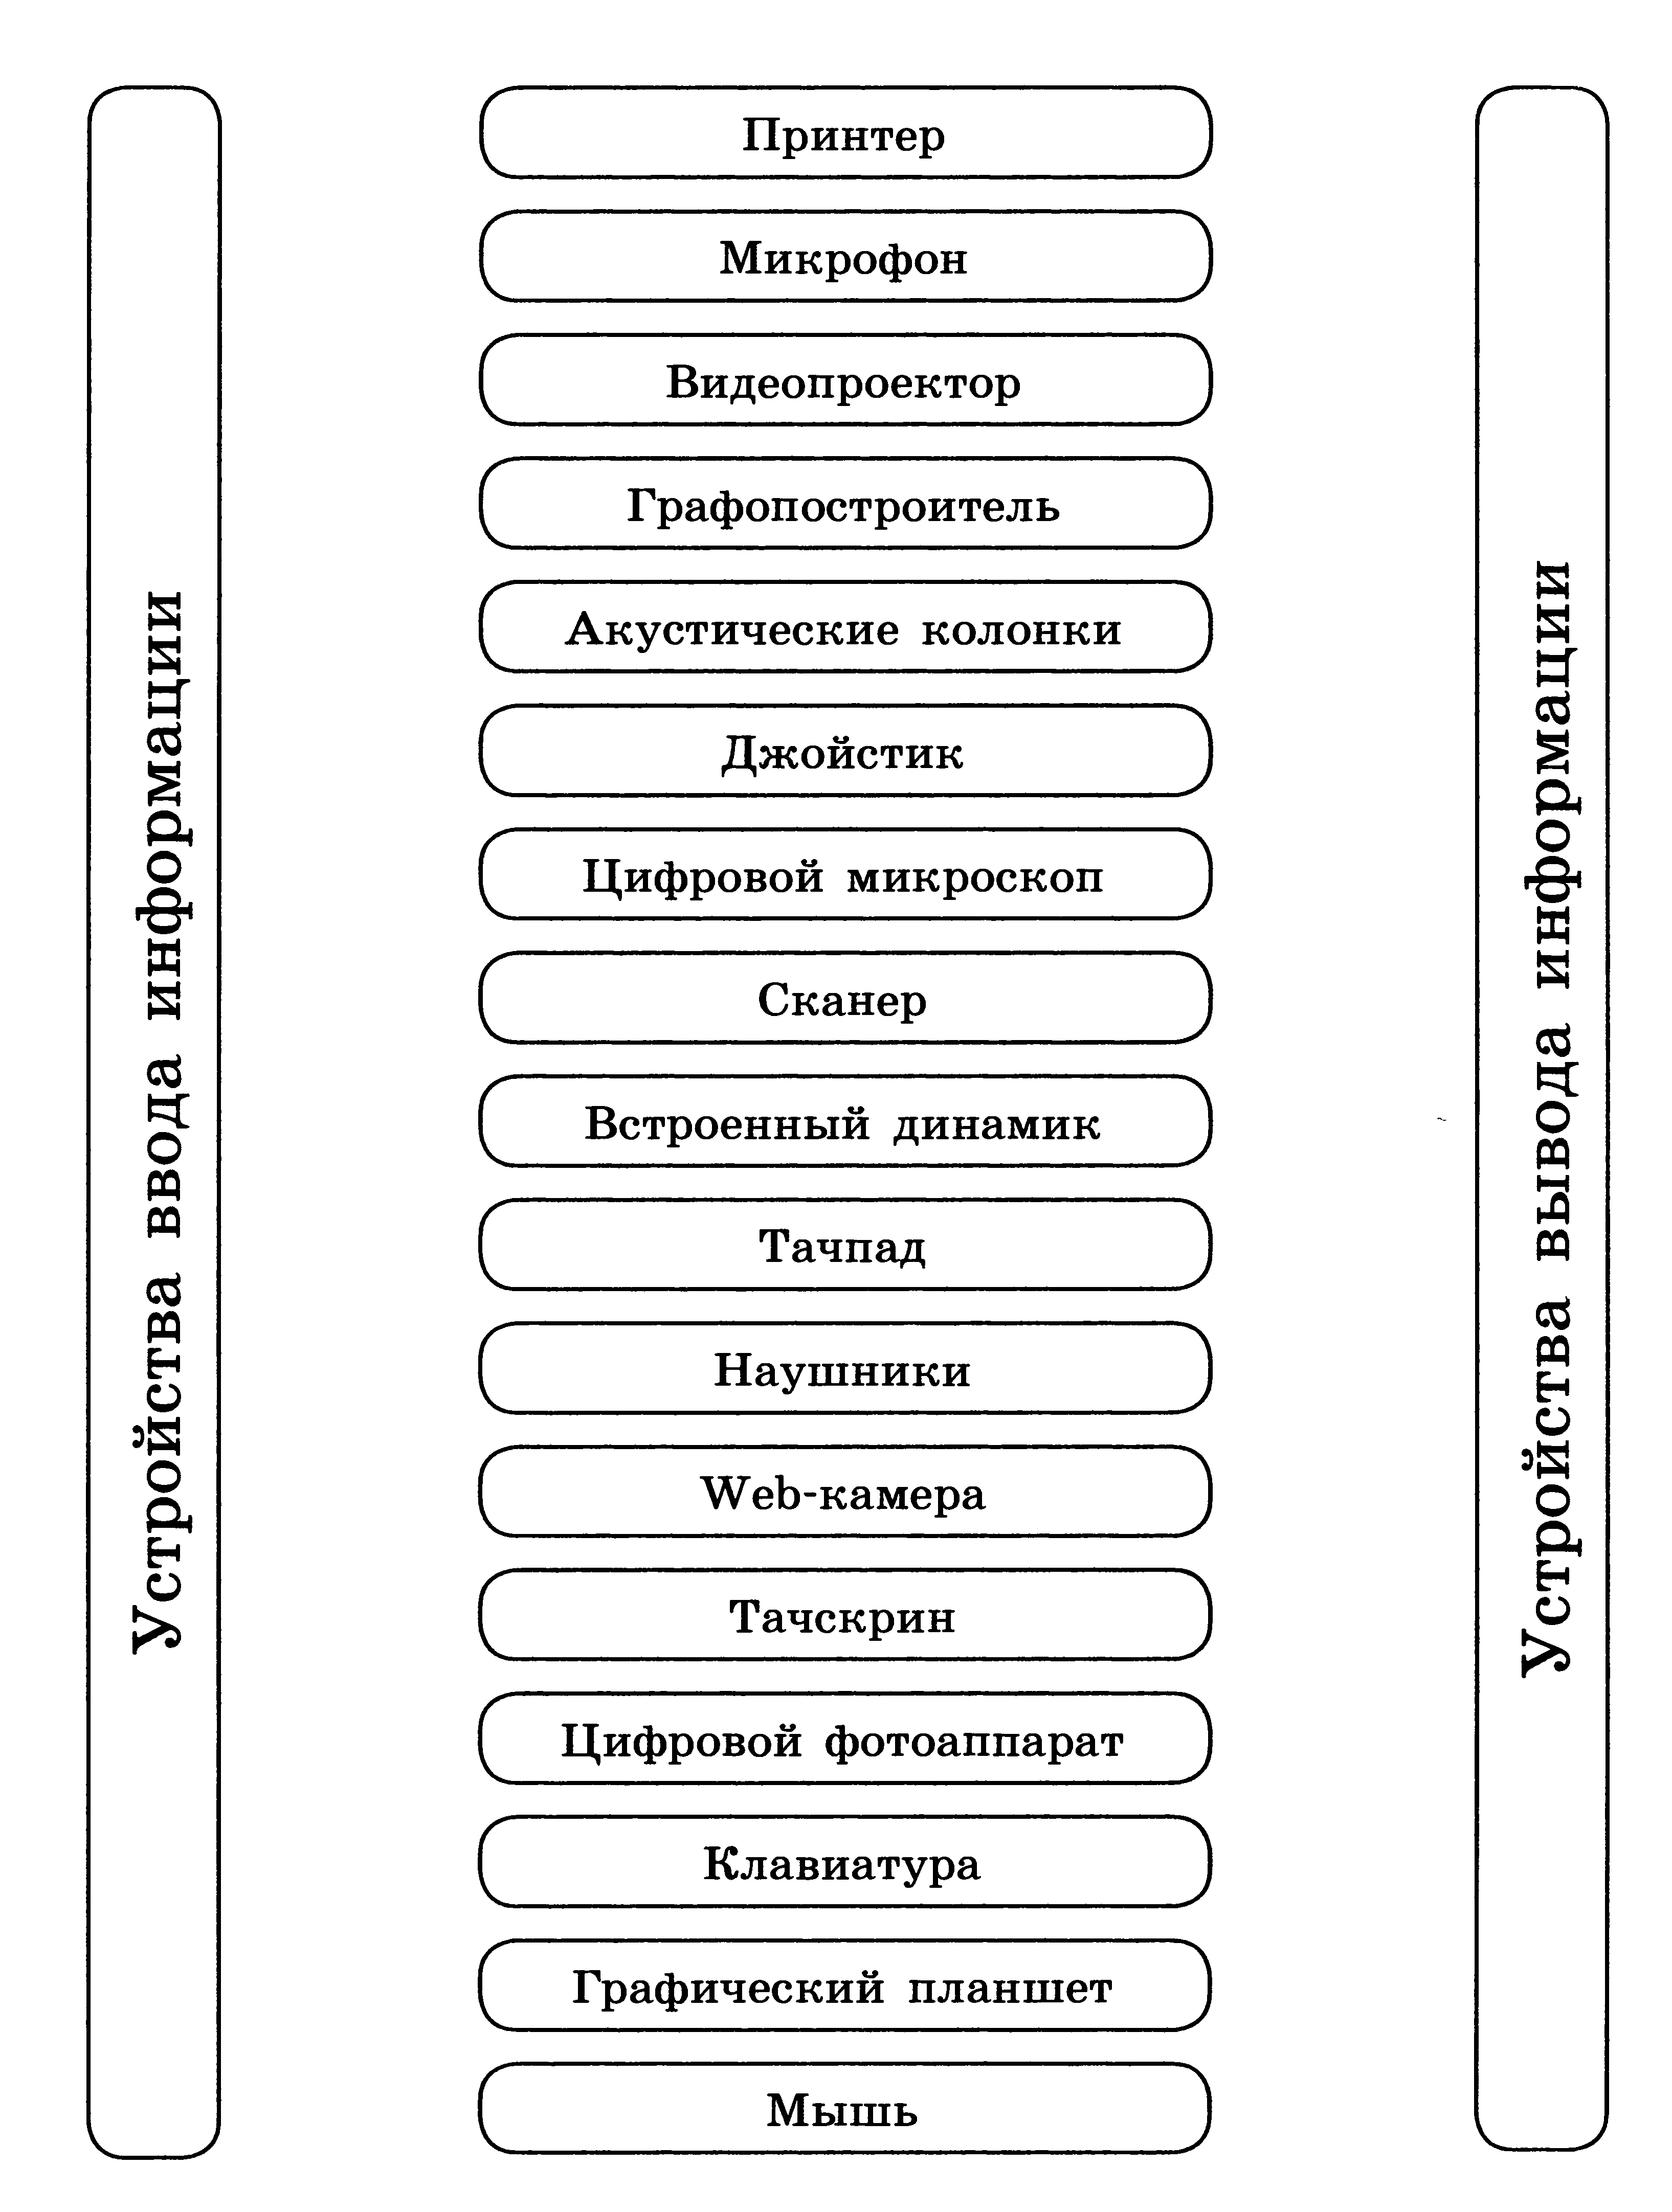 Устройства ввода информации
Принтер
Микрофон
Видеопроектор
Графопостроитель
Акустические колонки
Джойстик
Цифровой микроскоп
Сканер
Встроенный динамик
Тачпад
Наушники
Web-камера
Тачскрин
Цифровой фотоаппарат
Клавиатура
Графический планшет
Мышь
Устройства вывода информации